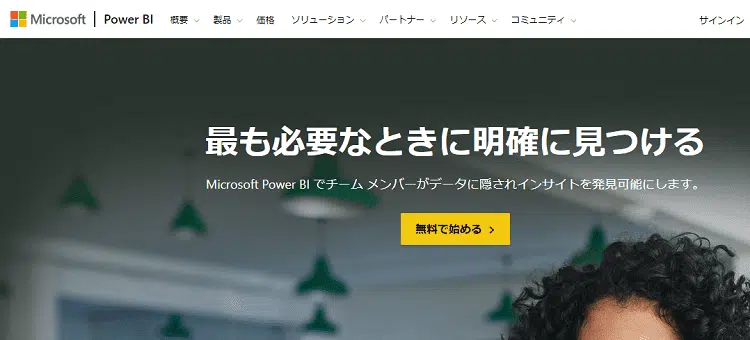 Microsoft | Power BI 概要 製品 価格 ソリューション パートナー リソース コミュニティ サインイン
最も必要なときに明確に見つける
Microsoft Power BI でチーム メンバーがデータに隠されインサイトを発見可能にします。
無料で始める